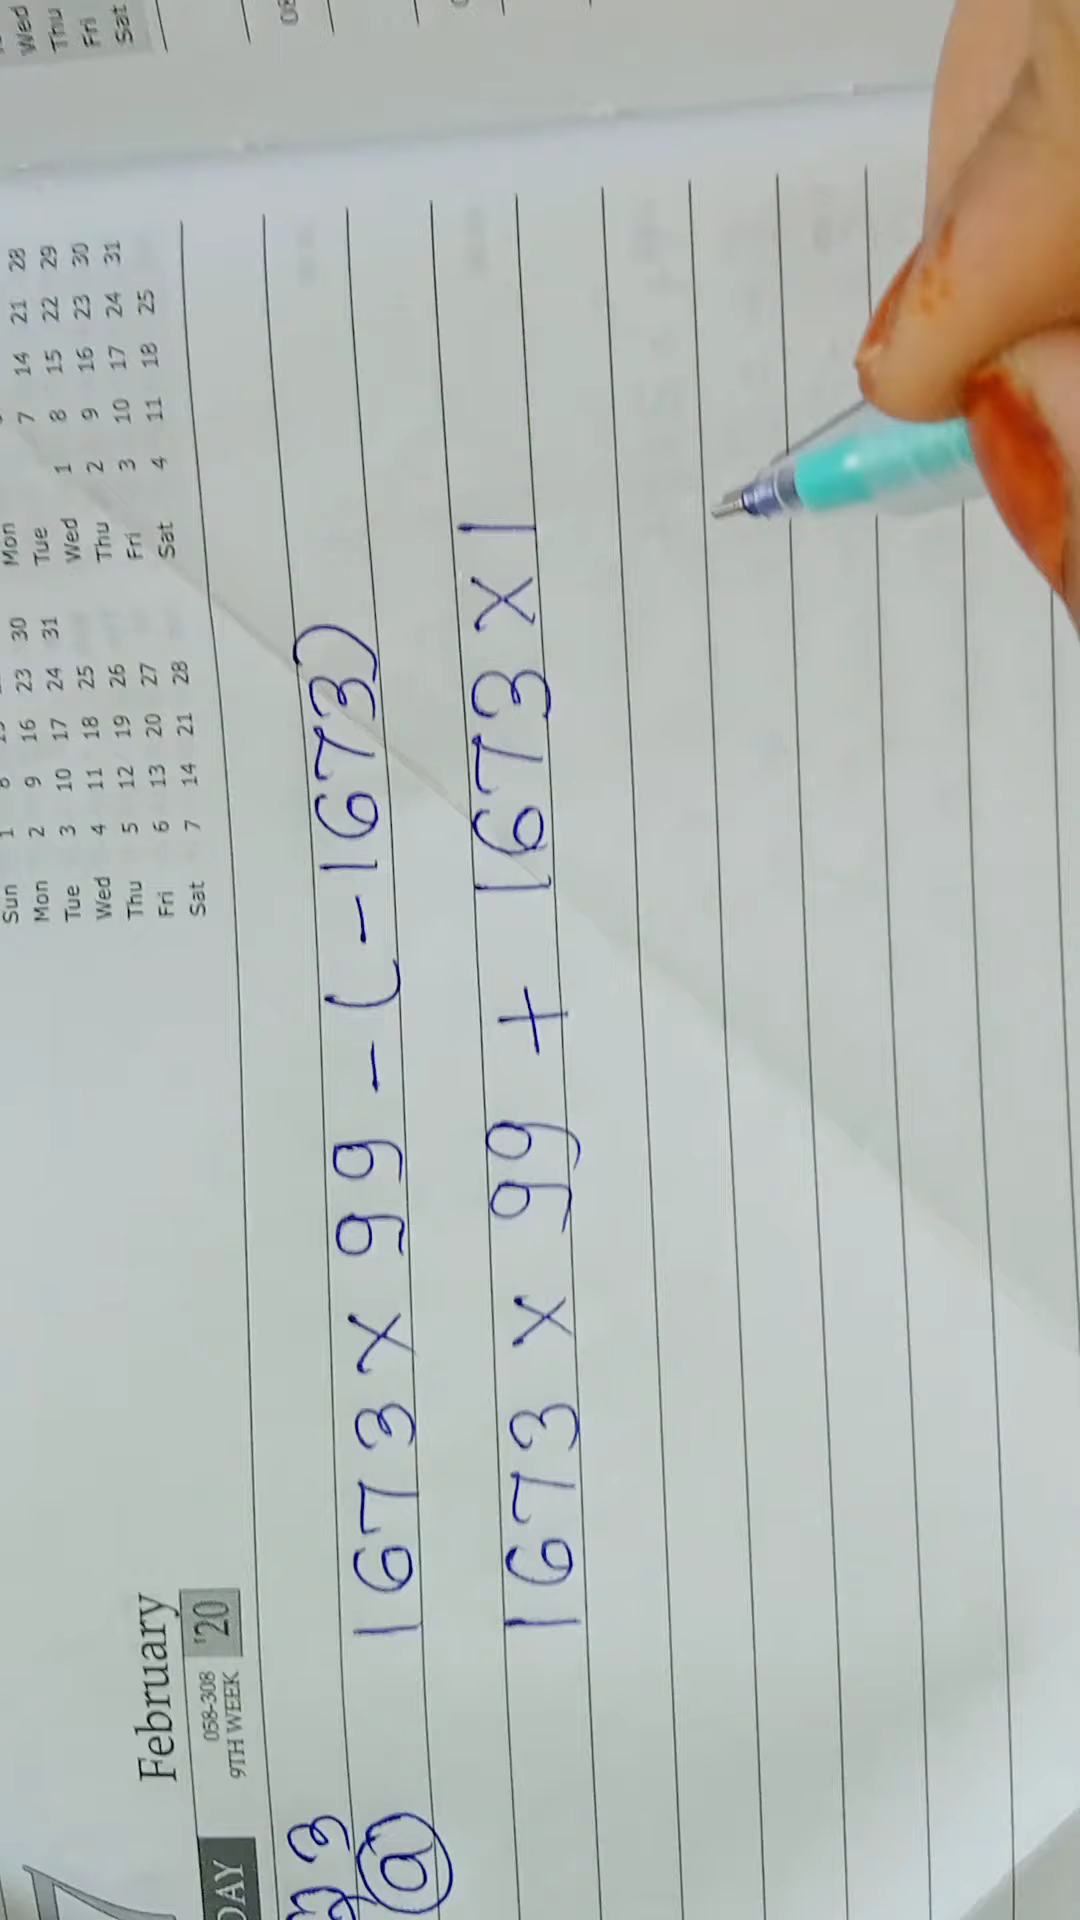 Wed
Thu
Fri
Sat
February
058-308
9TH WEEK
'20
DAY
Sun 1 8
Mon 2 9 16 23 30
Tue 3 10 17 24 31
Wed 4 11 18 25
Thu 5 12 19 26
Fri 6 13 20 27
Sat 7 14 21 28
Mon 7 14 21 28
Tue 1 8 15 22 29
Wed 2 9 16 23 30
Thu 3 10 17 24 31
Fri 4 11 18 25
Sat
3
(a) 1673 x 99 - (-1673)
1673 x 99 + 1673 x 1